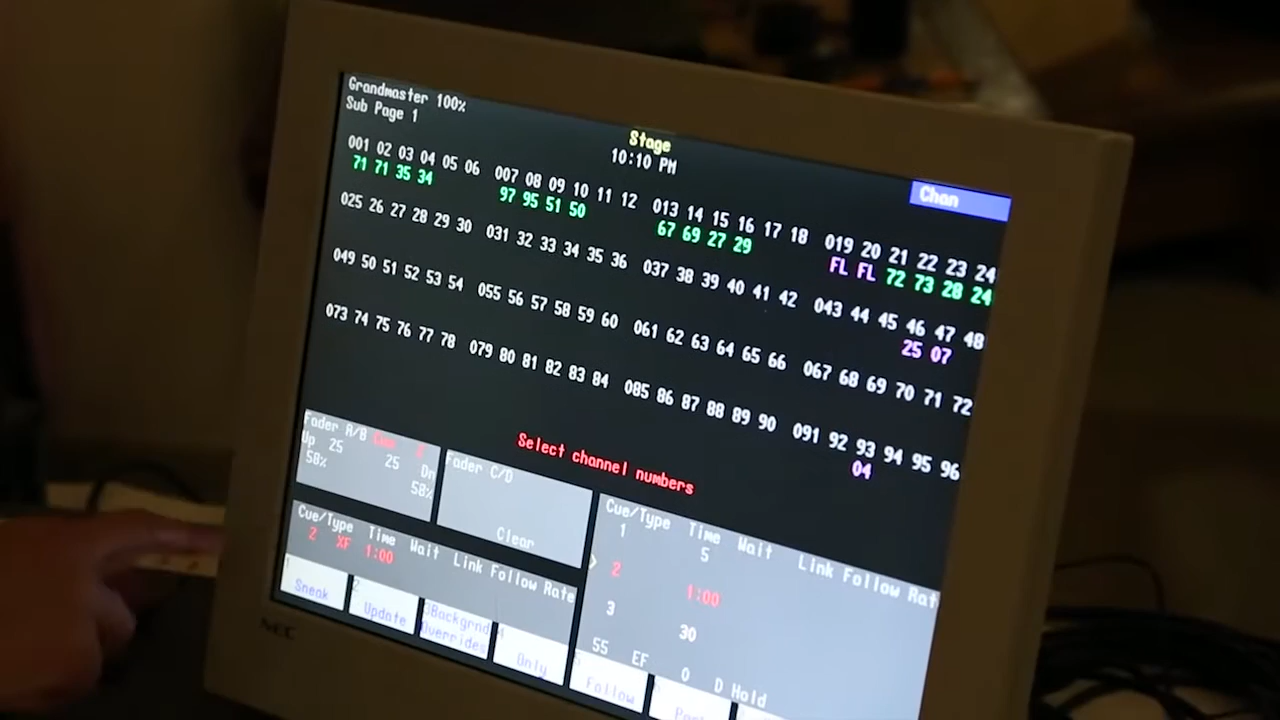 Grandmaster 100%
Sub Page 1
Stage
10:10 PM
Chan
001 02 03 04 05 06 007 08 09 10 11 12 013 14 15 16 17 18 019 20 21 22 23 24
71 71 35 34 97 95 51 50 67 69 27 29 FL FL 72 73 28 24
025 26 27 28 29 30 031 32 33 34 35 36 037 38 39 40 41 42 043 44 45 46 47 48
25 07
049 50 51 52 53 54 055 56 57 58 59 60 061 62 63 64 65 66 067 68 69 70 71 72
073 74 75 76 77 78 079 80 81 82 83 84 085 86 87 88 89 90 091 92 93 94 95 96
04
Select channel numbers
Fader A/B
Up 25 25 Dn
58% 58%
Fader C/D
Clear
Cue/Type Time Wait Link Follow Rate
2 XF 1:00
Cue/Type Time Wait Link Follow Rat
1 5
2 1:00
3 30
55 EF 0 D Hold
1 Sneak
2 Update
3 Backgrnd Overrides
4 Only
5 Follow
NEC